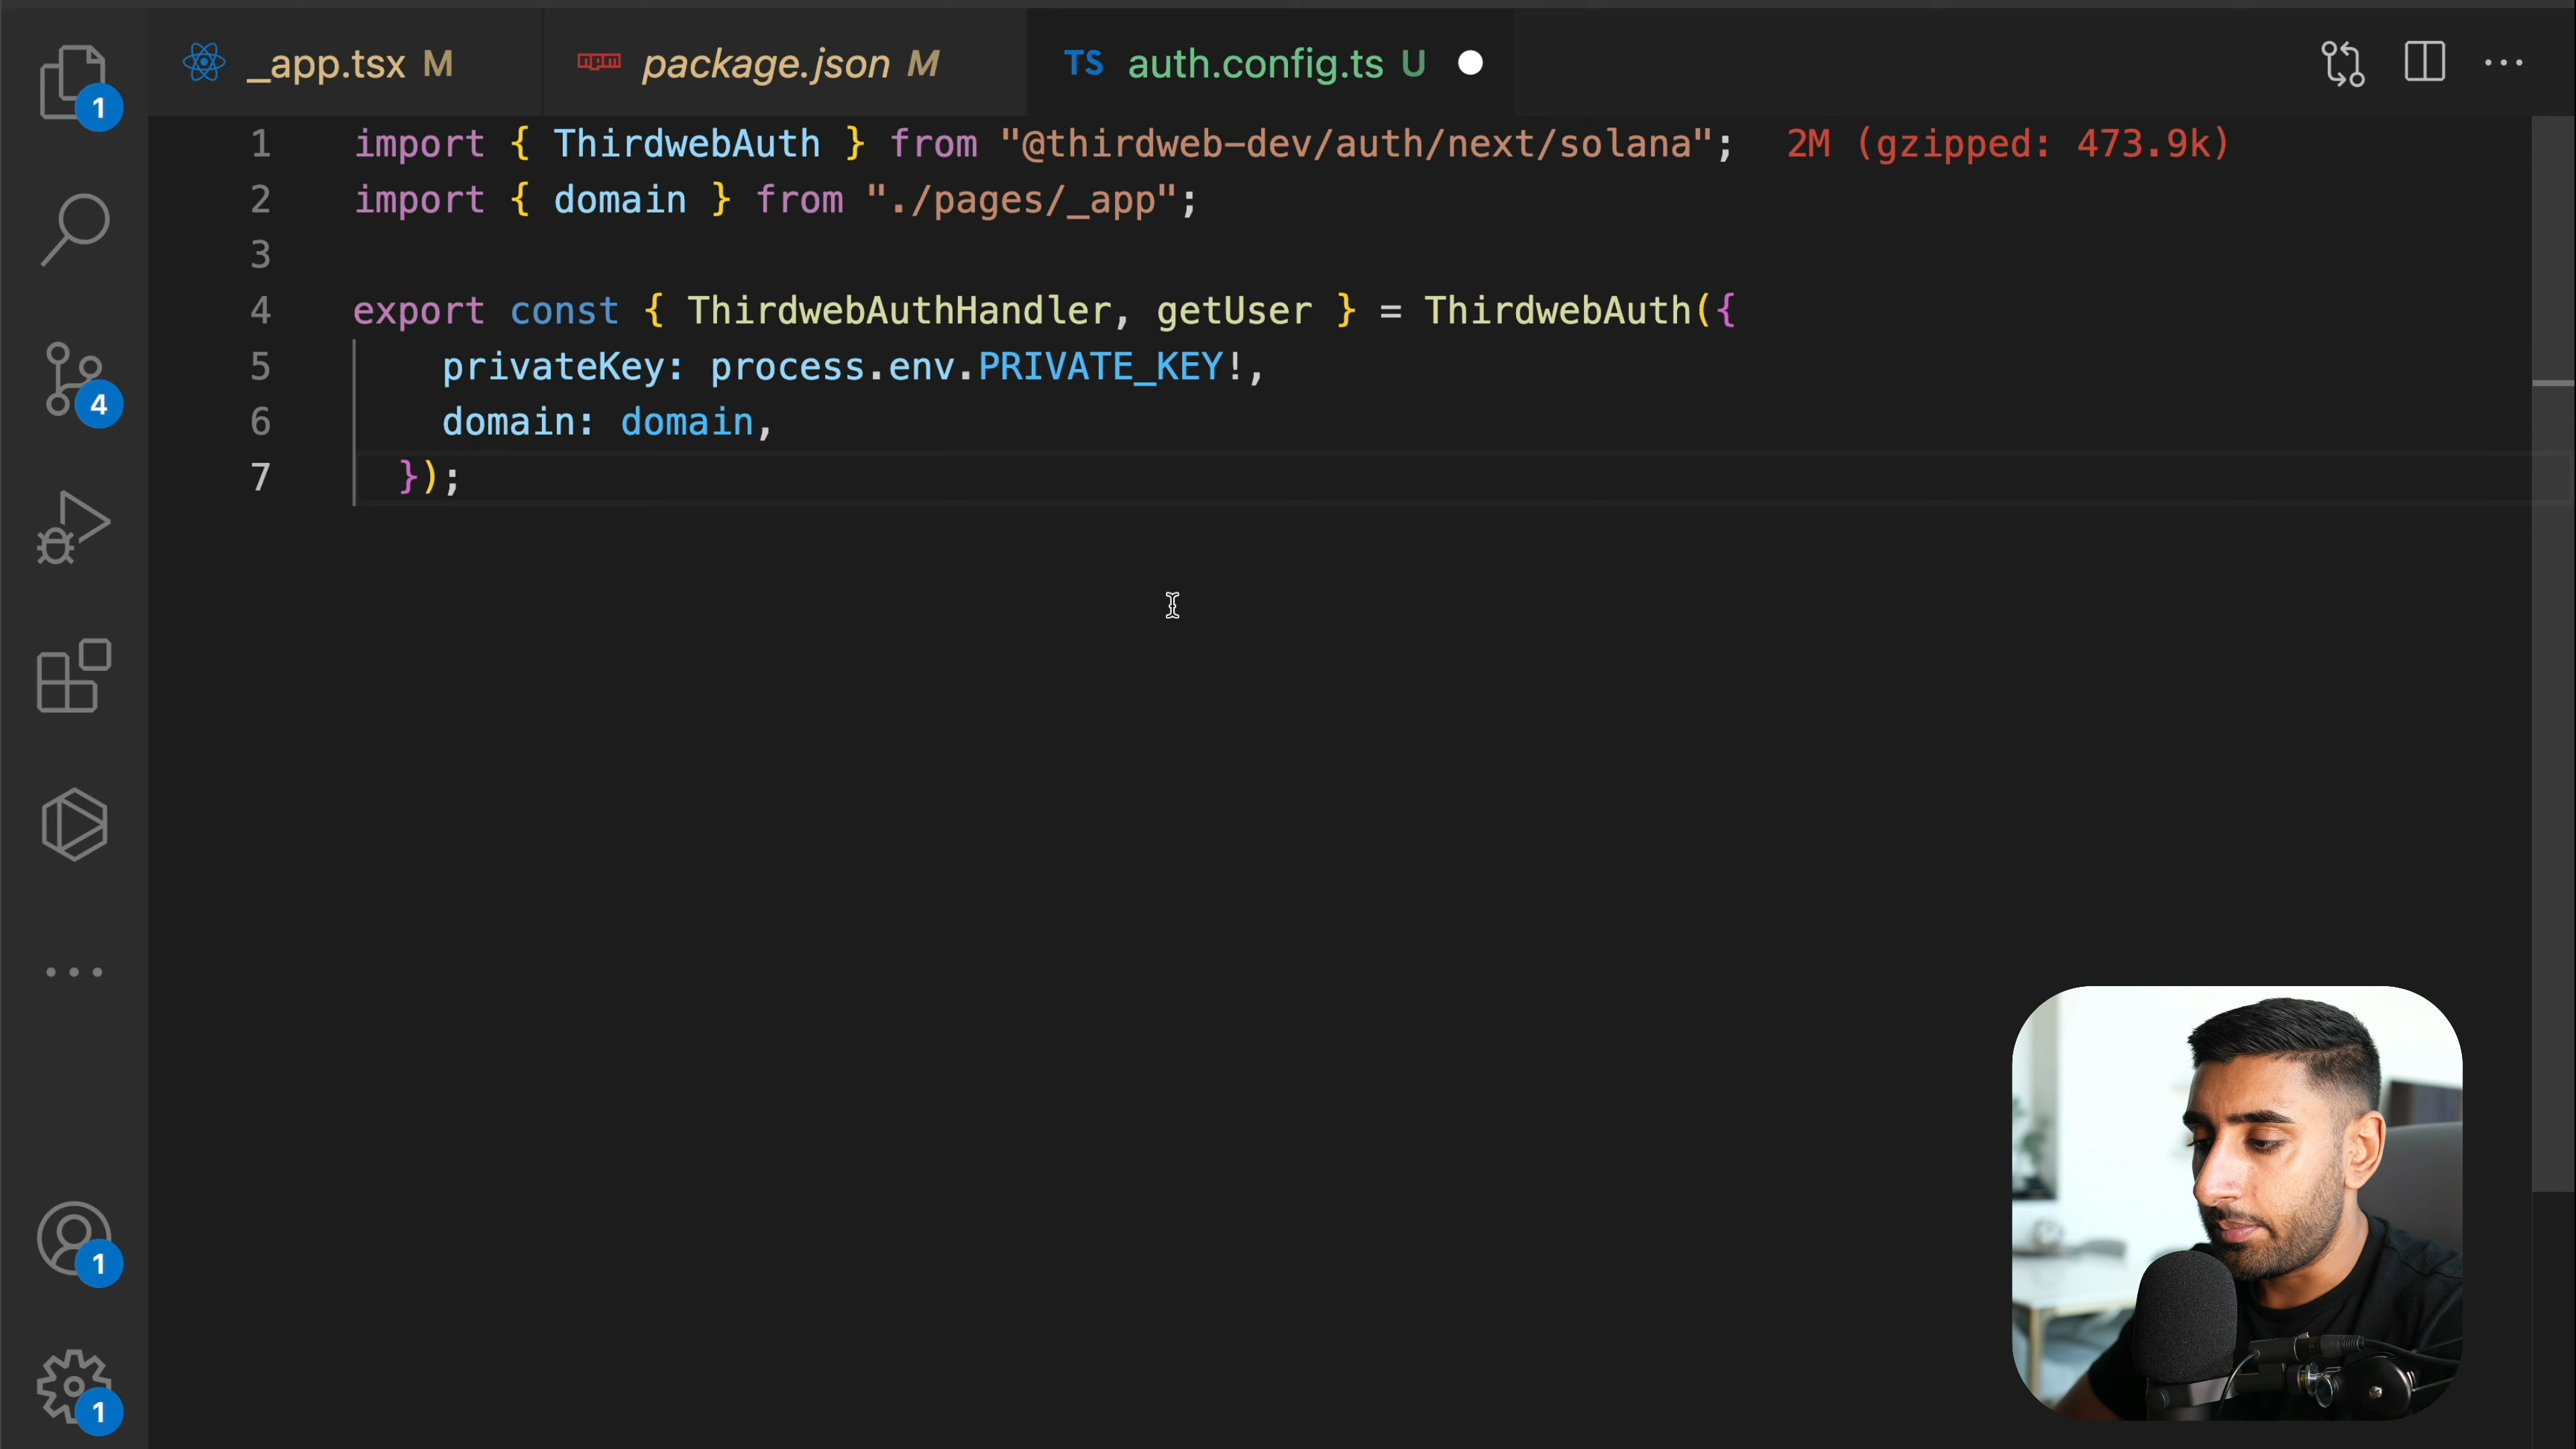 _app.tsx M
npm package.json M
TS auth.config.ts U
1
4
1
1
1 import { ThirdwebAuth } from "@thirdweb-dev/auth/next/solana"; 2M (gzipped: 473.9k)
2 import { domain } from "./pages/_app";
3
4 export const { ThirdwebAuthHandler, getUser } = ThirdwebAuth({
5 privateKey: process.env.PRIVATE_KEY!,
6 domain: domain,
7 });